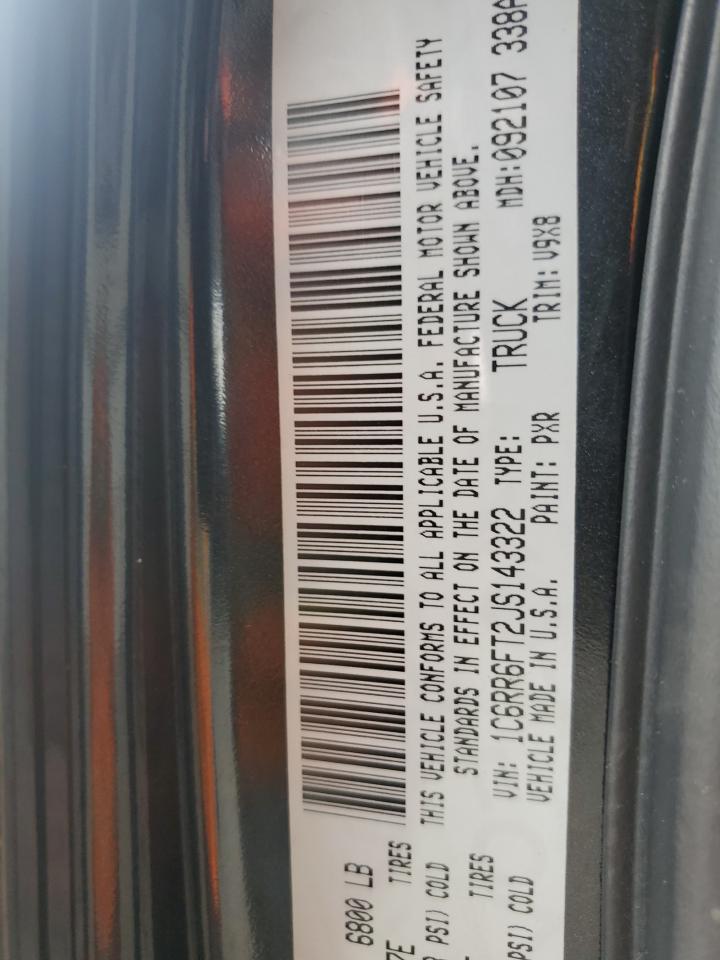 6800 LB
TIRES
7E
PSI) COLD
TIRES
PSI) COLD
THIS VEHICLE CONFORMS TO ALL APPLICABLE U.S.A. FEDERAL MOTOR VEHICLE SAFETY
STANDARDS IN EFFECT ON THE DATE OF MANUFACTURE SHOWN ABOVE.
VIN: 1C6RR6FT2JS143322 TYPE: TRUCK MDH:092107 338A
VEHICLE MADE IN U.S.A. PAINT: PXR TRIM: V9X8